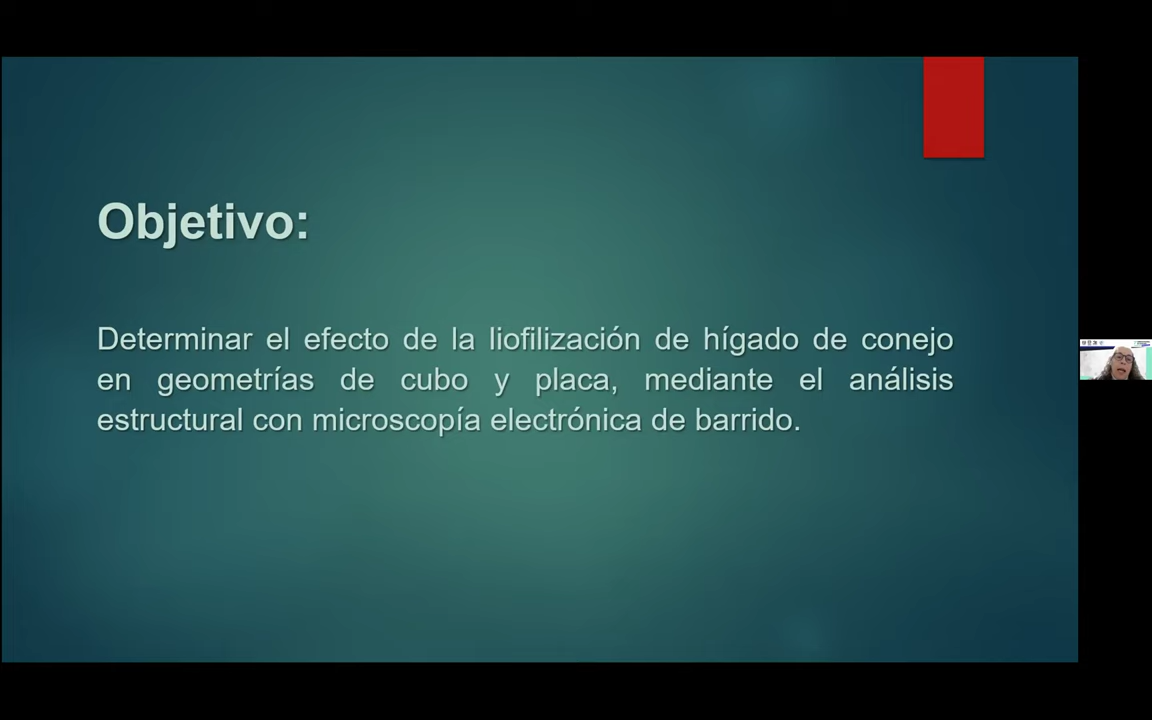 Objetivo:
Determinar el efecto de la liofilización de hígado de conejo
en geometrías de cubo y placa, mediante el análisis
estructural con microscopía electrónica de barrido.